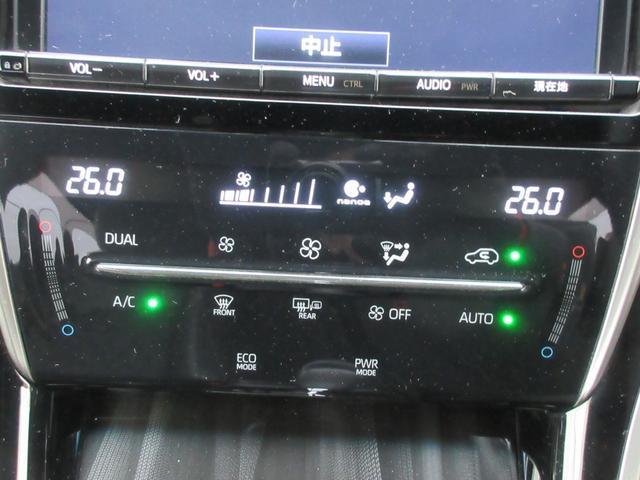 中止
VOL− VOL+ MENU CTRL AUDIO PWR 現在地
26.0 nanoe 26.0
DUAL
A/C FRONT REAR OFF AUTO
ECO MODE PWR MODE